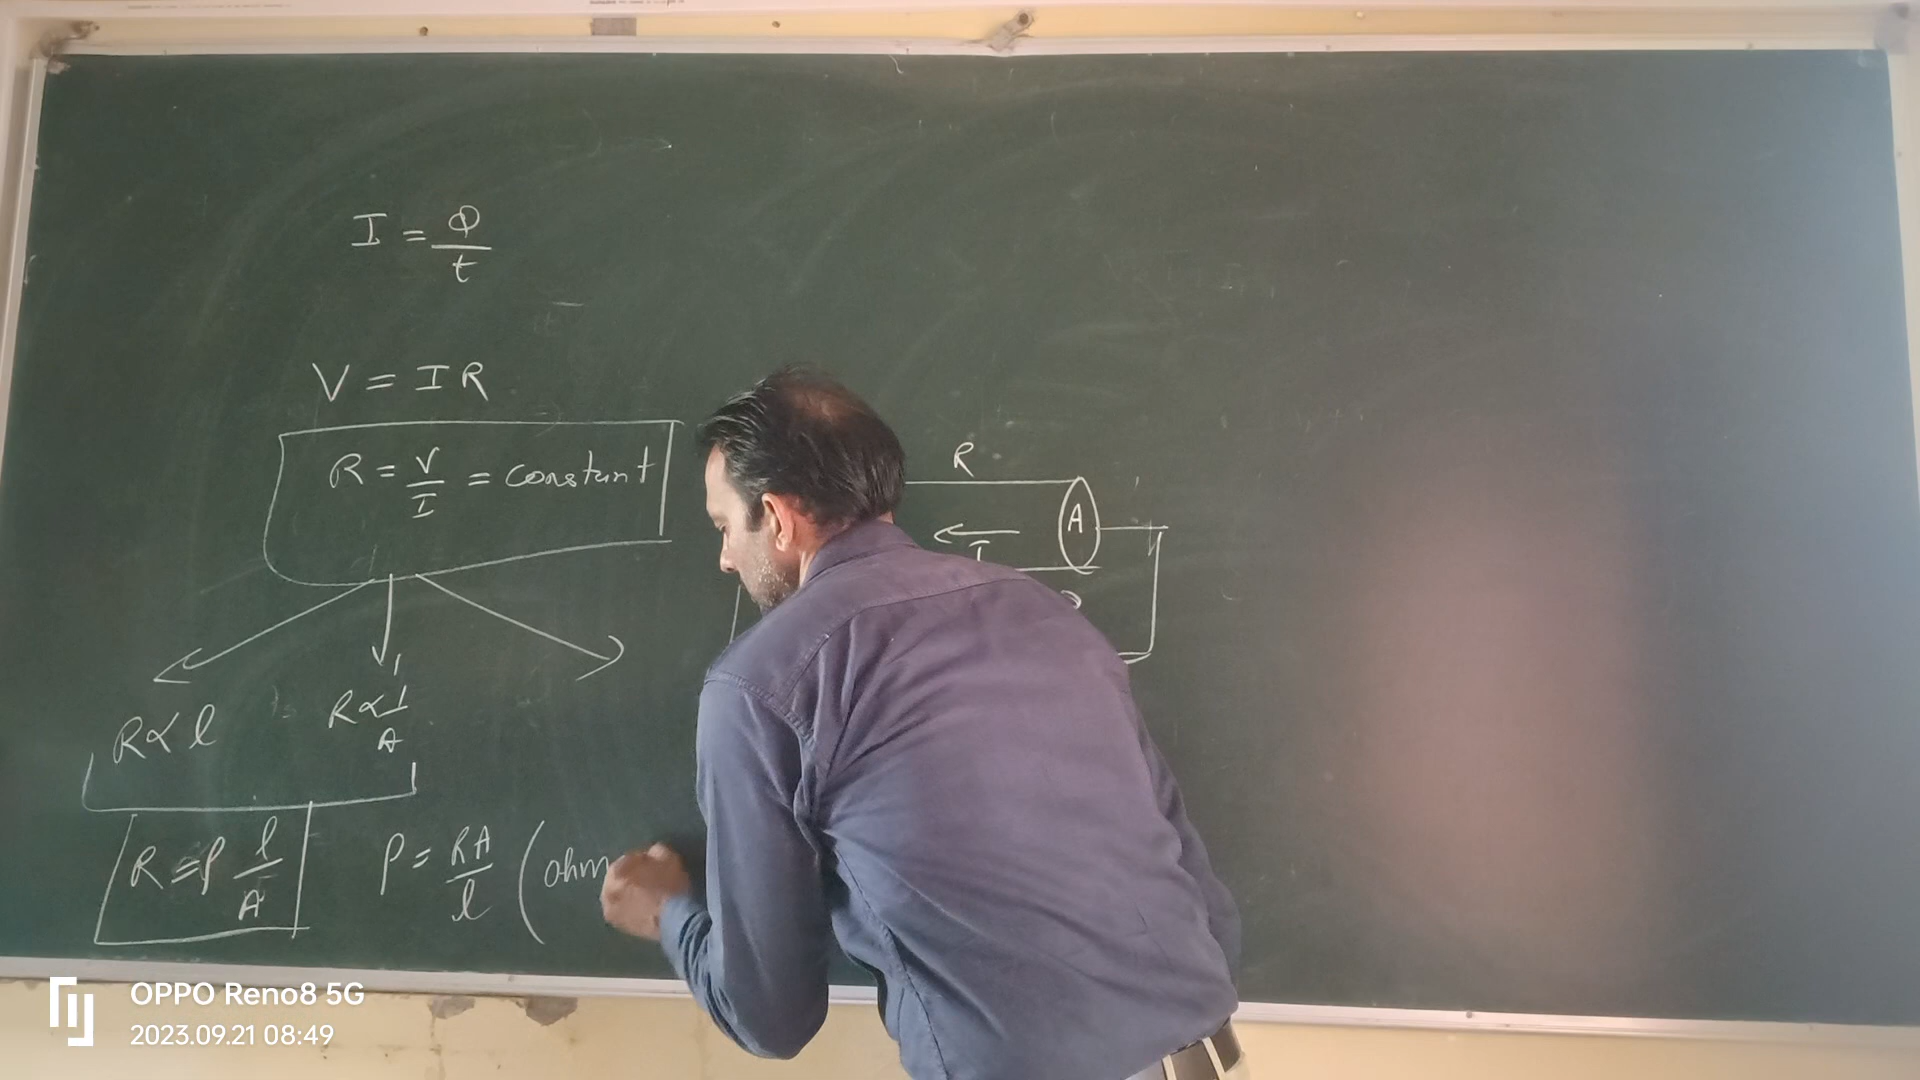 I = Q/t
V = IR
R = V/I = constant
R ∝ l
R ∝ 1/A
R = ρ l/A
ρ = RA/l (ohm
R
A
I
OPPO Reno8 5G
2023.09.21 08:49